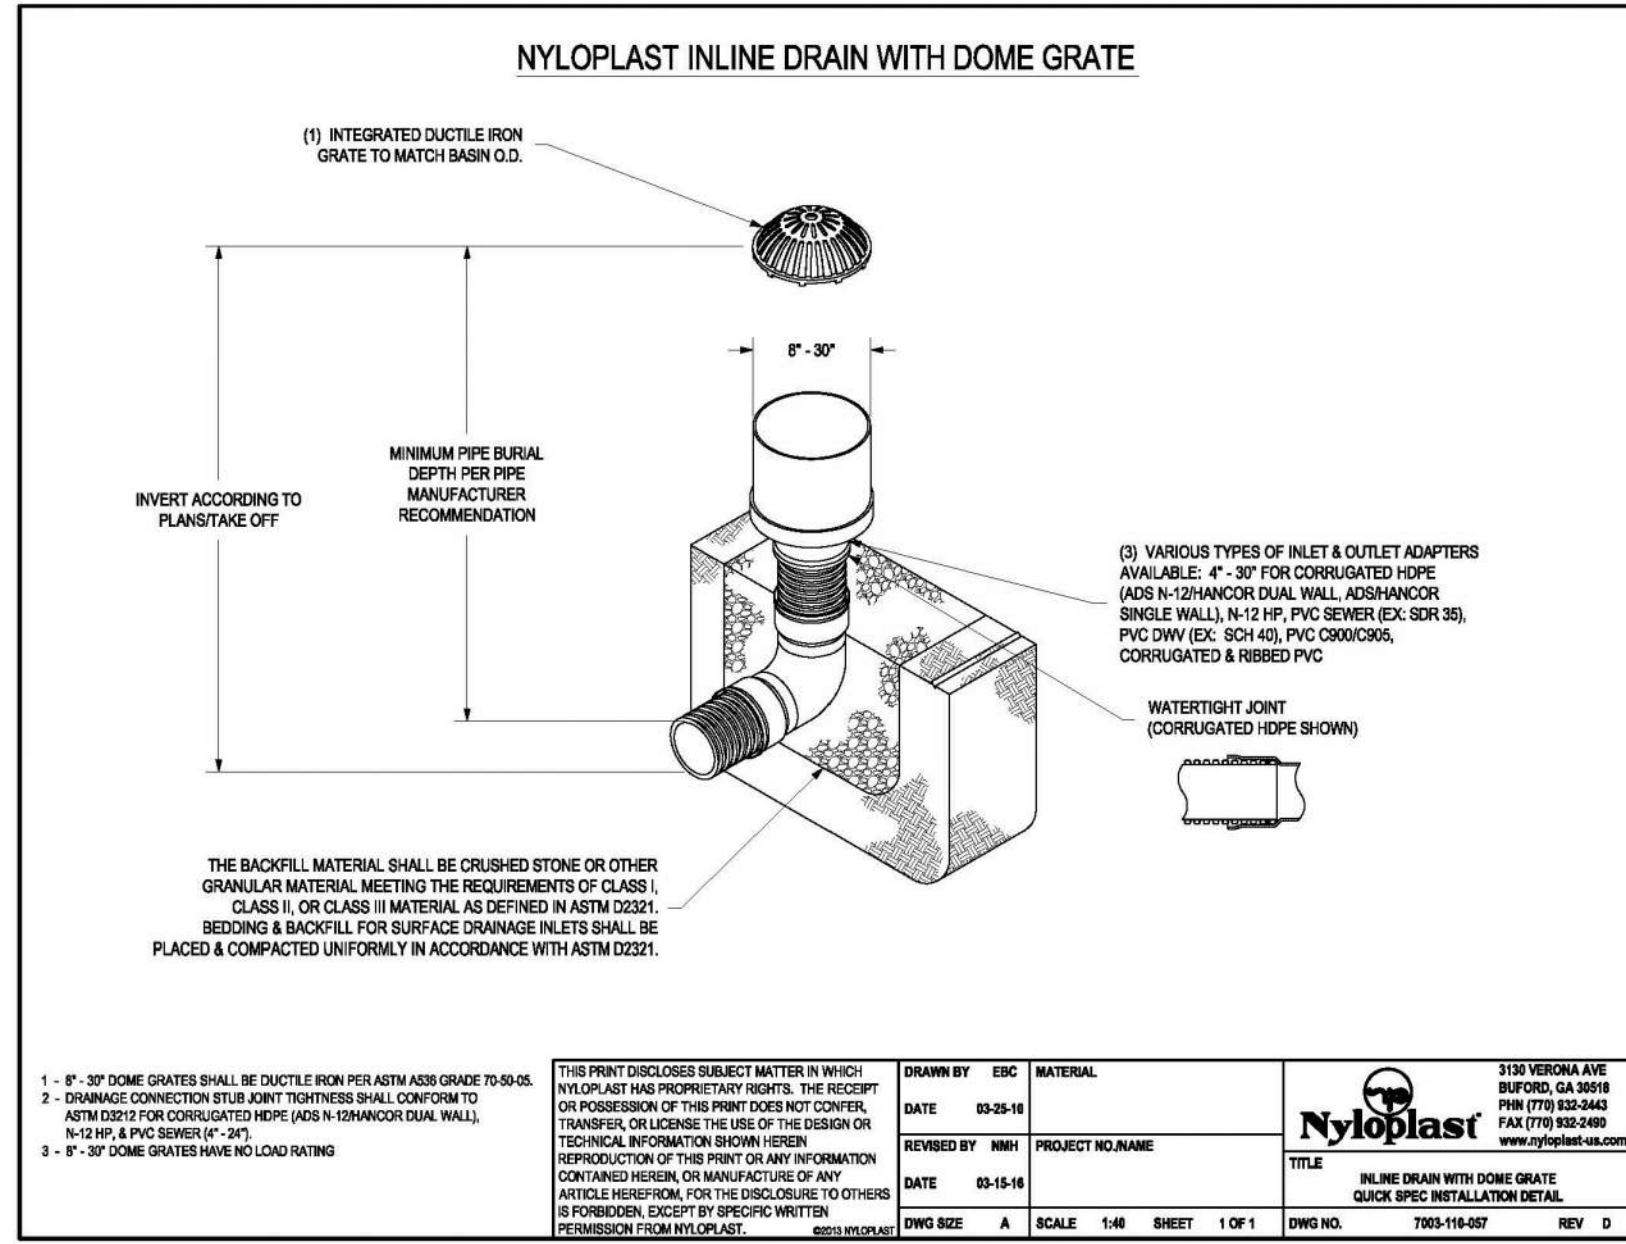 NYLOPLAST INLINE DRAIN WITH DOME GRATE
(1) INTEGRATED DUCTILE IRON
GRATE TO MATCH BASIN O.D.
8" - 30"
MINIMUM PIPE BURIAL
DEPTH PER PIPE
MANUFACTURER
RECOMMENDATION
INVERT ACCORDING TO
PLANS/TAKE OFF
(3) VARIOUS TYPES OF INLET & OUTLET ADAPTERS
AVAILABLE: 4" - 30" FOR CORRUGATED HDPE
(ADS N-12/HANCOR DUAL WALL, ADS/HANCOR
SINGLE WALL), N-12 HP, PVC SEWER (EX: SDR 35),
PVC DWV (EX: SCH 40), PVC C900/C905,
CORRUGATED & RIBBED PVC
WATERTIGHT JOINT
(CORRUGATED HDPE SHOWN)
THE BACKFILL MATERIAL SHALL BE CRUSHED STONE OR OTHER
GRANULAR MATERIAL MEETING THE REQUIREMENTS OF CLASS I,
CLASS II, OR CLASS III MATERIAL AS DEFINED IN ASTM D2321.
BEDDING & BACKFILL FOR SURFACE DRAINAGE INLETS SHALL BE
PLACED & COMPACTED UNIFORMLY IN ACCORDANCE WITH ASTM D2321.
1 - 8" - 30" DOME GRATES SHALL BE DUCTILE IRON PER ASTM A536 GRADE 70-50-05.
2 - DRAINAGE CONNECTION STUB JOINT TIGHTNESS SHALL CONFORM TO
ASTM D3212 FOR CORRUGATED HDPE (ADS N-12/HANCOR DUAL WALL),
N-12 HP, & PVC SEWER (4" - 24").
3 - 8" - 30" DOME GRATES HAVE NO LOAD RATING
THIS PRINT DISCLOSES SUBJECT MATTER IN WHICH
NYLOPLAST HAS PROPRIETARY RIGHTS. THE RECEIPT
OR POSSESSION OF THIS PRINT DOES NOT CONFER,
TRANSFER, OR LICENSE THE USE OF THE DESIGN OR
TECHNICAL INFORMATION SHOWN HEREIN
REPRODUCTION OF THIS PRINT OR ANY INFORMATION
CONTAINED HEREIN, OR MANUFACTURE OF ANY
ARTICLE HEREFROM, FOR THE DISCLOSURE TO OTHERS
IS FORBIDDEN, EXCEPT BY SPECIFIC WRITTEN
PERMISSION FROM NYLOPLAST.
©2013 NYLOPLAST
DRAWN BY EBC
DATE 03-25-10
REVISED BY NMH
DATE 03-15-16
DWG SIZE A
MATERIAL
PROJECT NO./NAME
SCALE 1:40 SHEET 1 OF 1
Nyloplast
3130 VERONA AVE
BUFORD, GA 30518
PHN (770) 932-2443
FAX (770) 932-2490
www.nyloplast-us.com
TITLE
INLINE DRAIN WITH DOME GRATE
QUICK SPEC INSTALLATION DETAIL
DWG NO. 7003-110-057 REV D